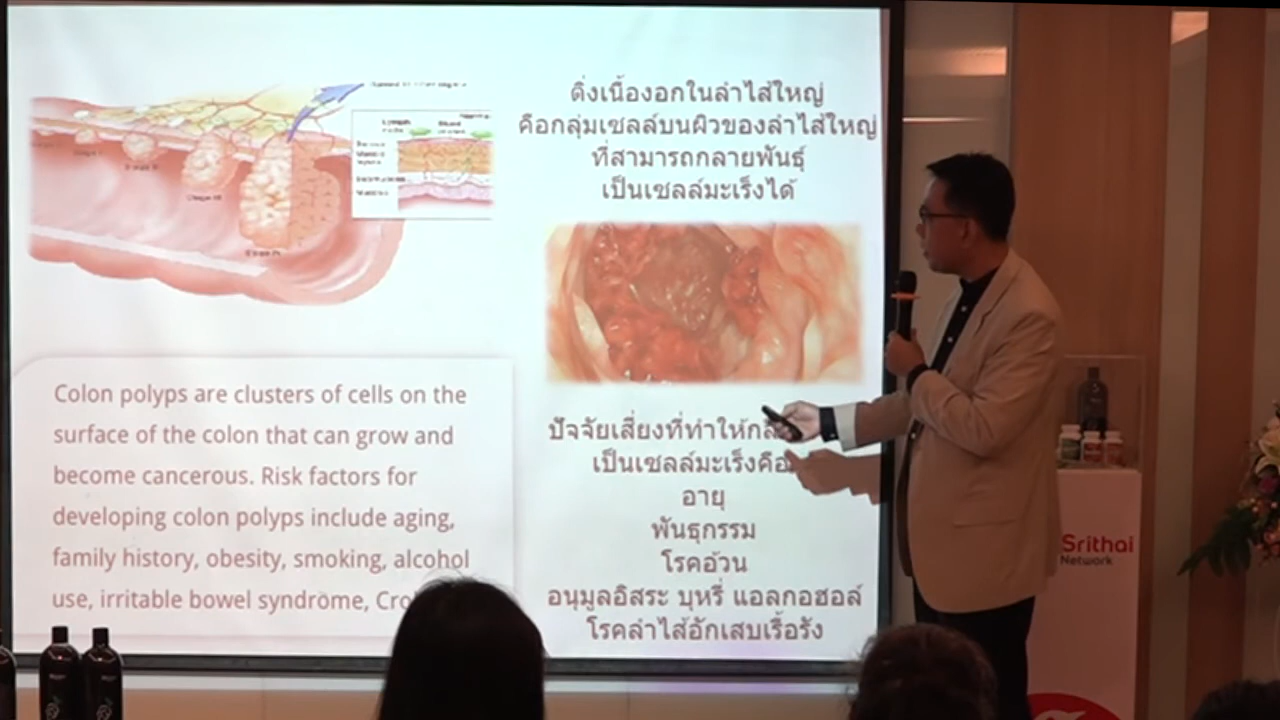 ติ่งเนื้องอกในลำไส้ใหญ่
คือกลุ่มเซลล์บนผิวของลำไส้ใหญ่
ที่สามารถกลายพันธุ์
เป็นเซลล์มะเร็งได้
Colon polyps are clusters of cells on the
surface of the colon that can grow and
become cancerous. Risk factors for
developing colon polyps include aging,
family history, obesity, smoking, alcohol
use, irritable bowel syndrome,
ปัจจัยเสี่ยงที่ทำให้
เป็นเซลล์มะเร็งคือ
อายุ
พันธุกรรม
โรคอ้วน
อนุมูลอิสระ บุหรี่ แอลกอฮอล์
โรคลำไส้อักเสบเรื้อรัง
Srithai
Network